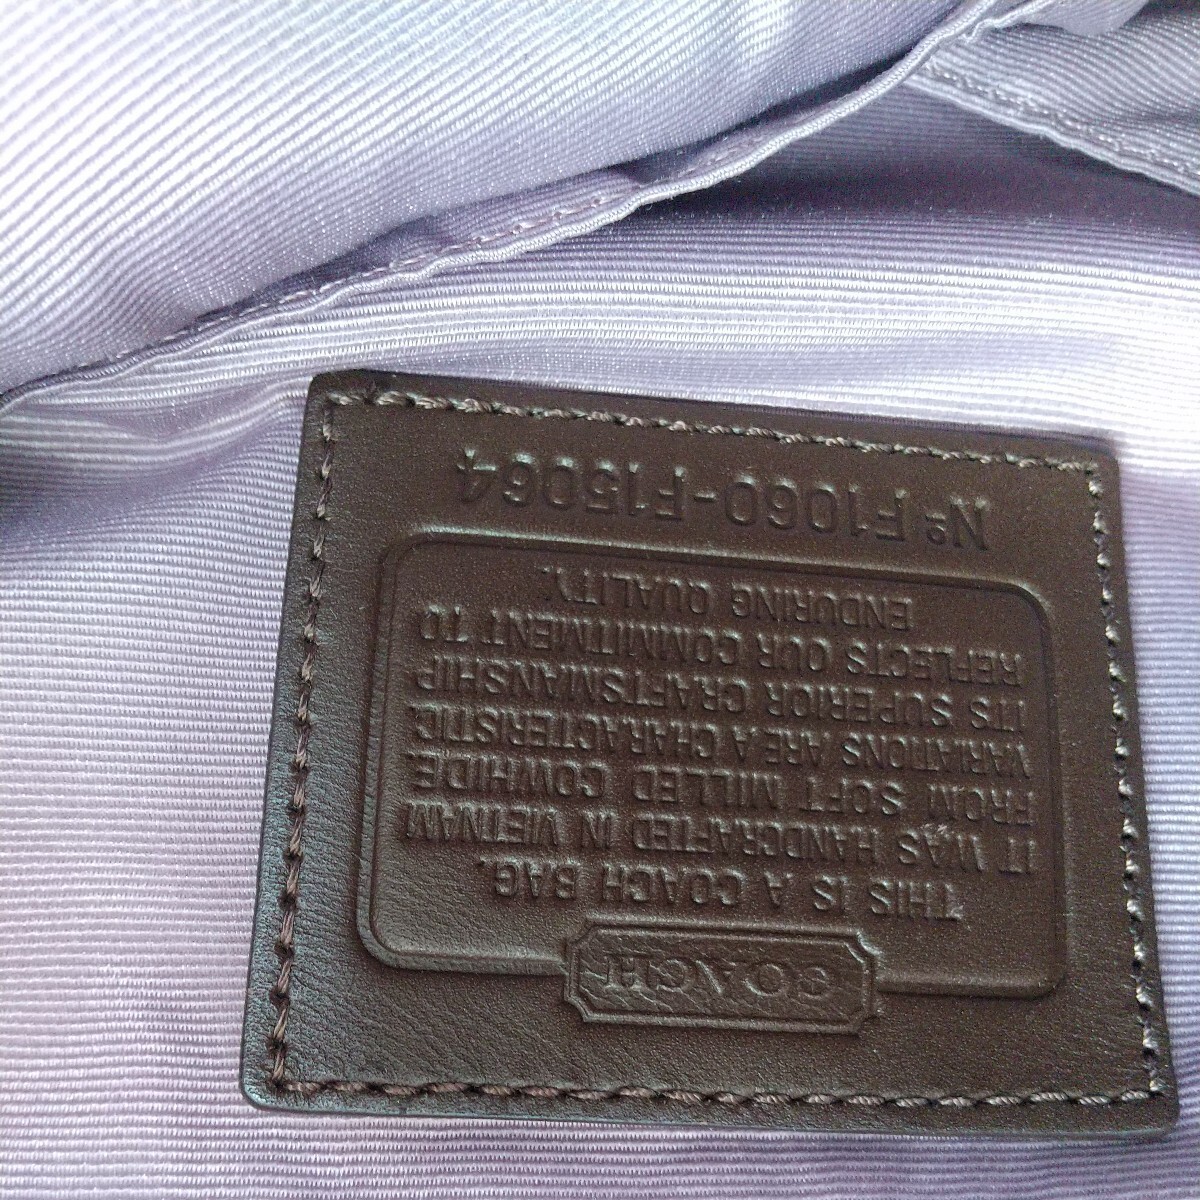 COACH
THIS IS A COACH BAG.
IT WAS HANDCRAFTED IN VIETNAM
FROM SOFT MILLED COWHIDE.
VARIATIONS ARE A CHARACTERISTIC.
ITS SUPERIOR CRAFTSMANSHIP
REFLECTS OUR COMMITMENT TO
ENDURING QUALITY.
Nº F1060-F15064